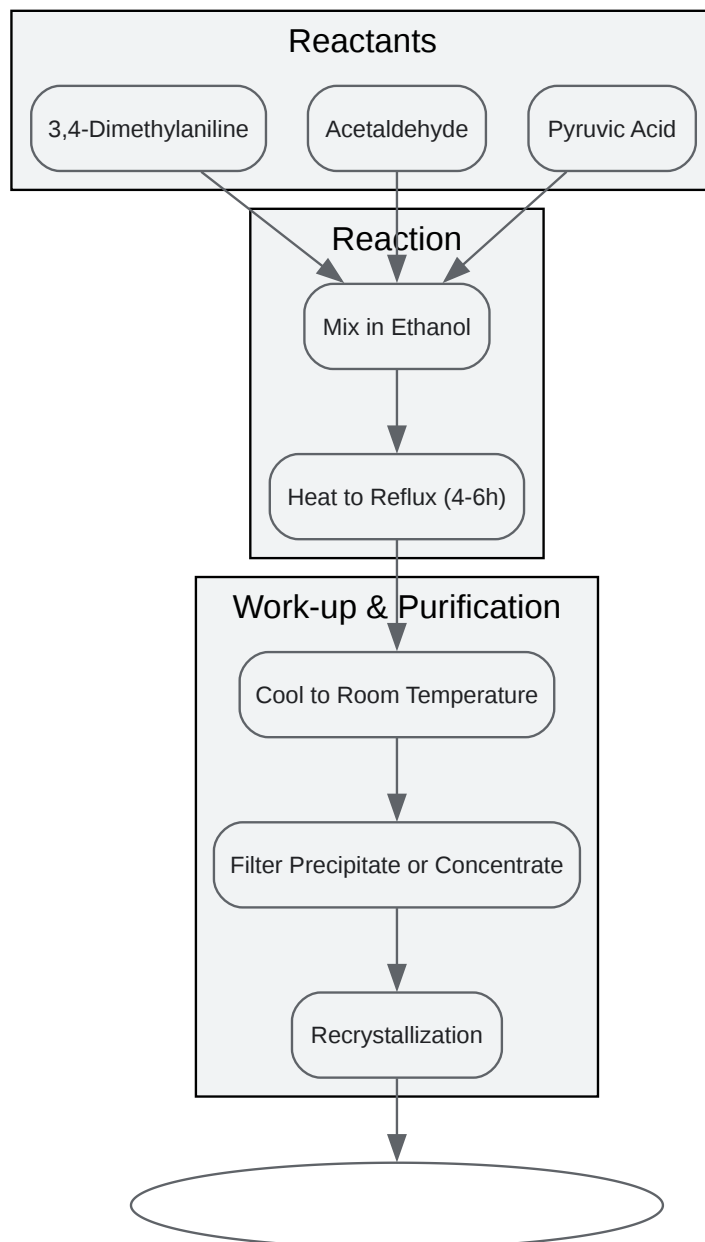 Reactants
3,4-Dimethylaniline
Acetaldehyde
Pyruvic Acid
Reaction
Mix in Ethanol
Heat to Reflux (4-6h)
Work-up & Purification
Cool to Room Temperature
Filter Precipitate or Concentrate
Recrystallization